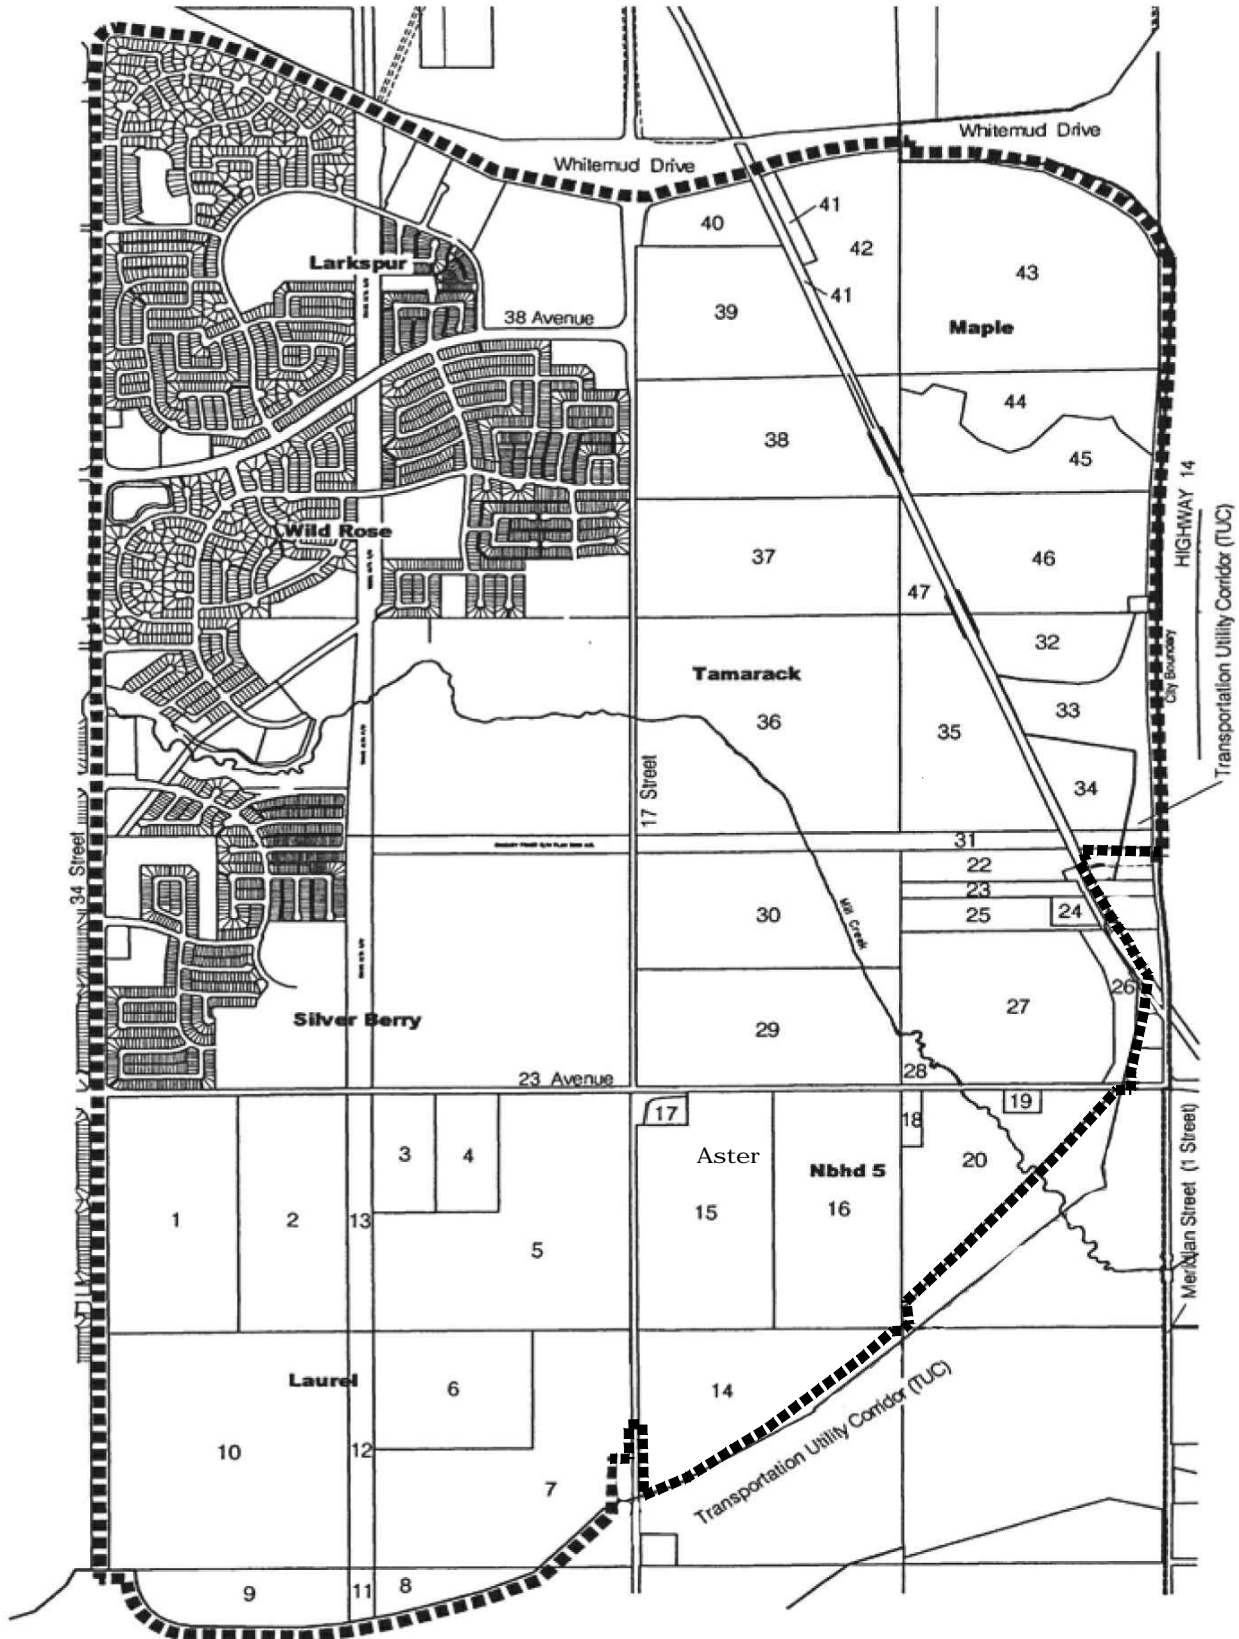 Whitemud Drive
Whitemud Drive
41
40
42
Larkspur
43
41
39
38 Avenue
Maple
44
38
45
HIGHWAY 14
Wild Rose
37
46
47
Transportation Utility Corridor (TUC)
32
City Boundary
Tamarack
33
36
35
17 Street
34
31
34 Street
22
23
30
25
24
Mill Creek
26
27
Silver Berry
29
28
23 Avenue
19
17
18
3
4
Aster
Nbhd 5
20
Meridian Street (1 Street)
1
2
13
15
16
5
Laurel
6
14
Transportation Utility Corridor (TUC)
10
12
7
9
11
8